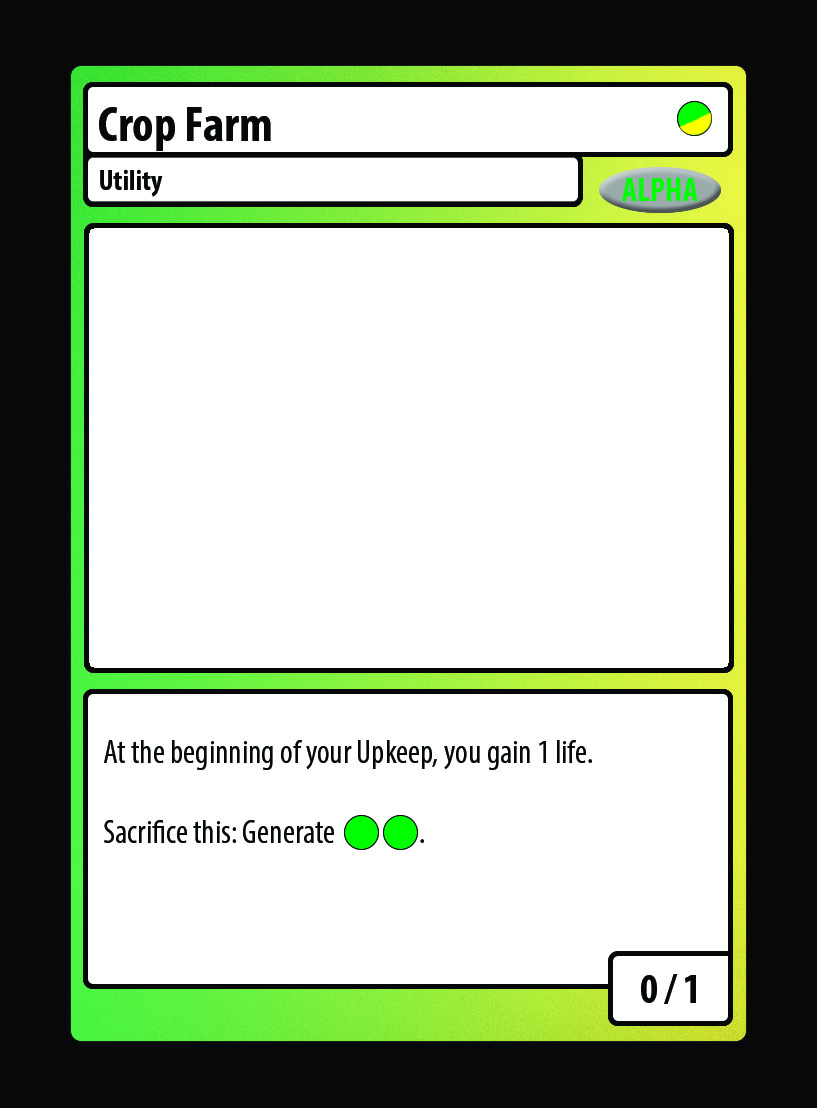 Crop Farm
Utility
ALPHA
At the beginning of your Upkeep, you gain 1 life.
Sacrifice this: Generate .
0 / 1